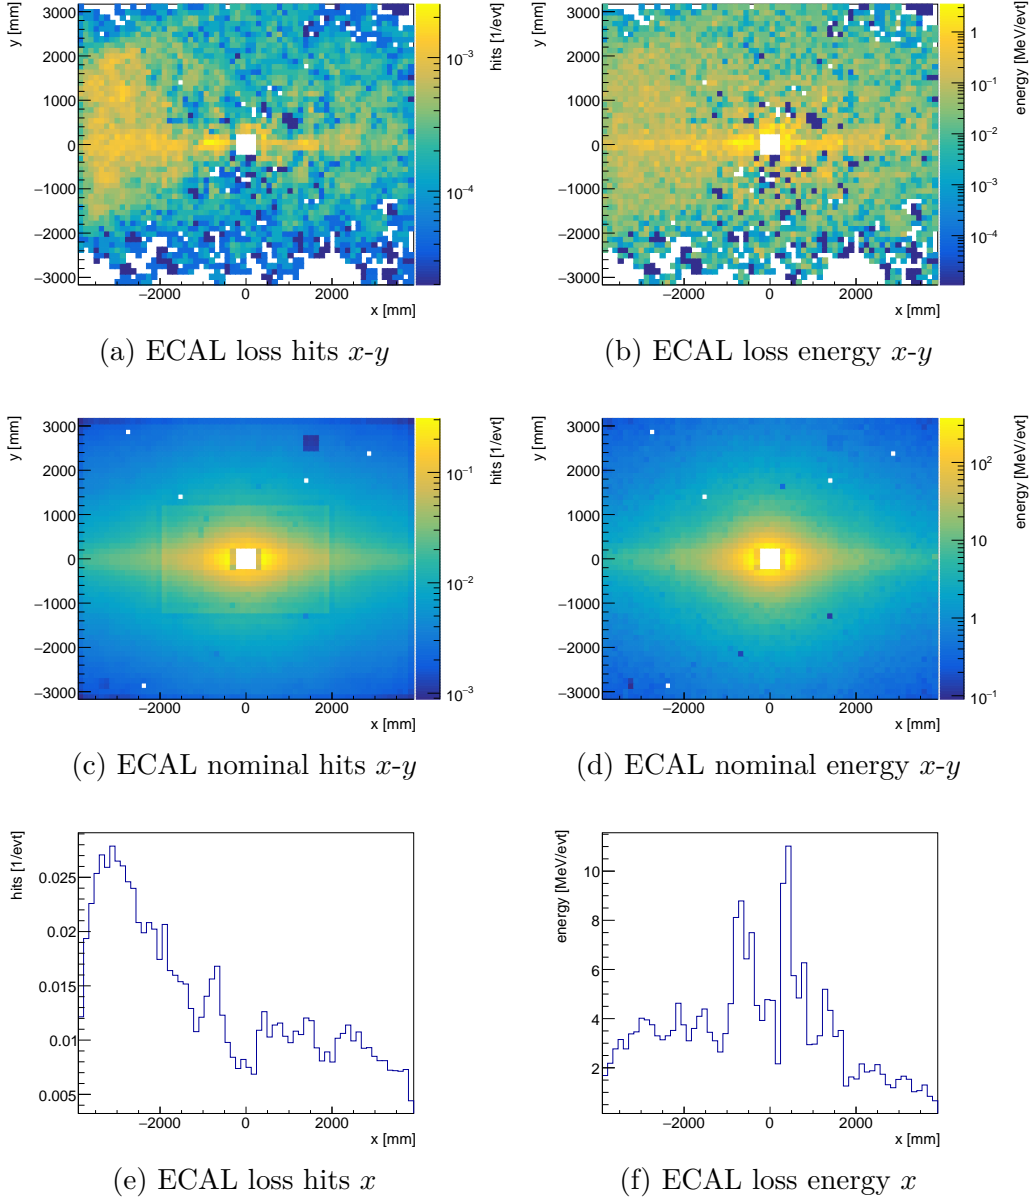 y [mm]
3000
2000
1000
0
−1000
−2000
−3000
−2000 0 2000
x [mm]
10⁻³
10⁻⁴
hits [1/evt]
(a) ECAL loss hits x-y
y [mm]
3000
2000
1000
0
−1000
−2000
−3000
−2000 0 2000
x [mm]
1
10⁻¹
10⁻²
10⁻³
10⁻⁴
energy [MeV/evt]
(b) ECAL loss energy x-y
y [mm]
3000
2000
1000
0
−1000
−2000
−3000
−2000 0 2000
x [mm]
10⁻¹
10⁻²
10⁻³
hits [1/evt]
(c) ECAL nominal hits x-y
y [mm]
3000
2000
1000
0
−1000
−2000
−3000
−2000 0 2000
x [mm]
10²
10
1
10⁻¹
energy [MeV/evt]
(d) ECAL nominal energy x-y
hits [1/evt]
0.025
0.02
0.015
0.01
0.005
−2000 0 2000
x [mm]
(e) ECAL loss hits x
energy [MeV/evt]
10
8
6
4
2
−2000 0 2000
x [mm]
(f) ECAL loss energy x